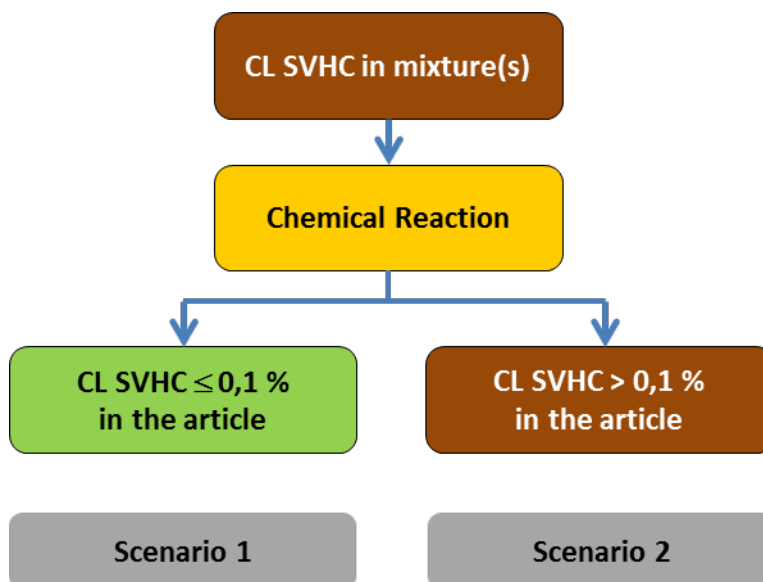 CL SVHC in mixture(s)
Chemical Reaction
CL SVHC ≤ 0,1 %
in the article
CL SVHC > 0,1 %
in the article
Scenario 1
Scenario 2